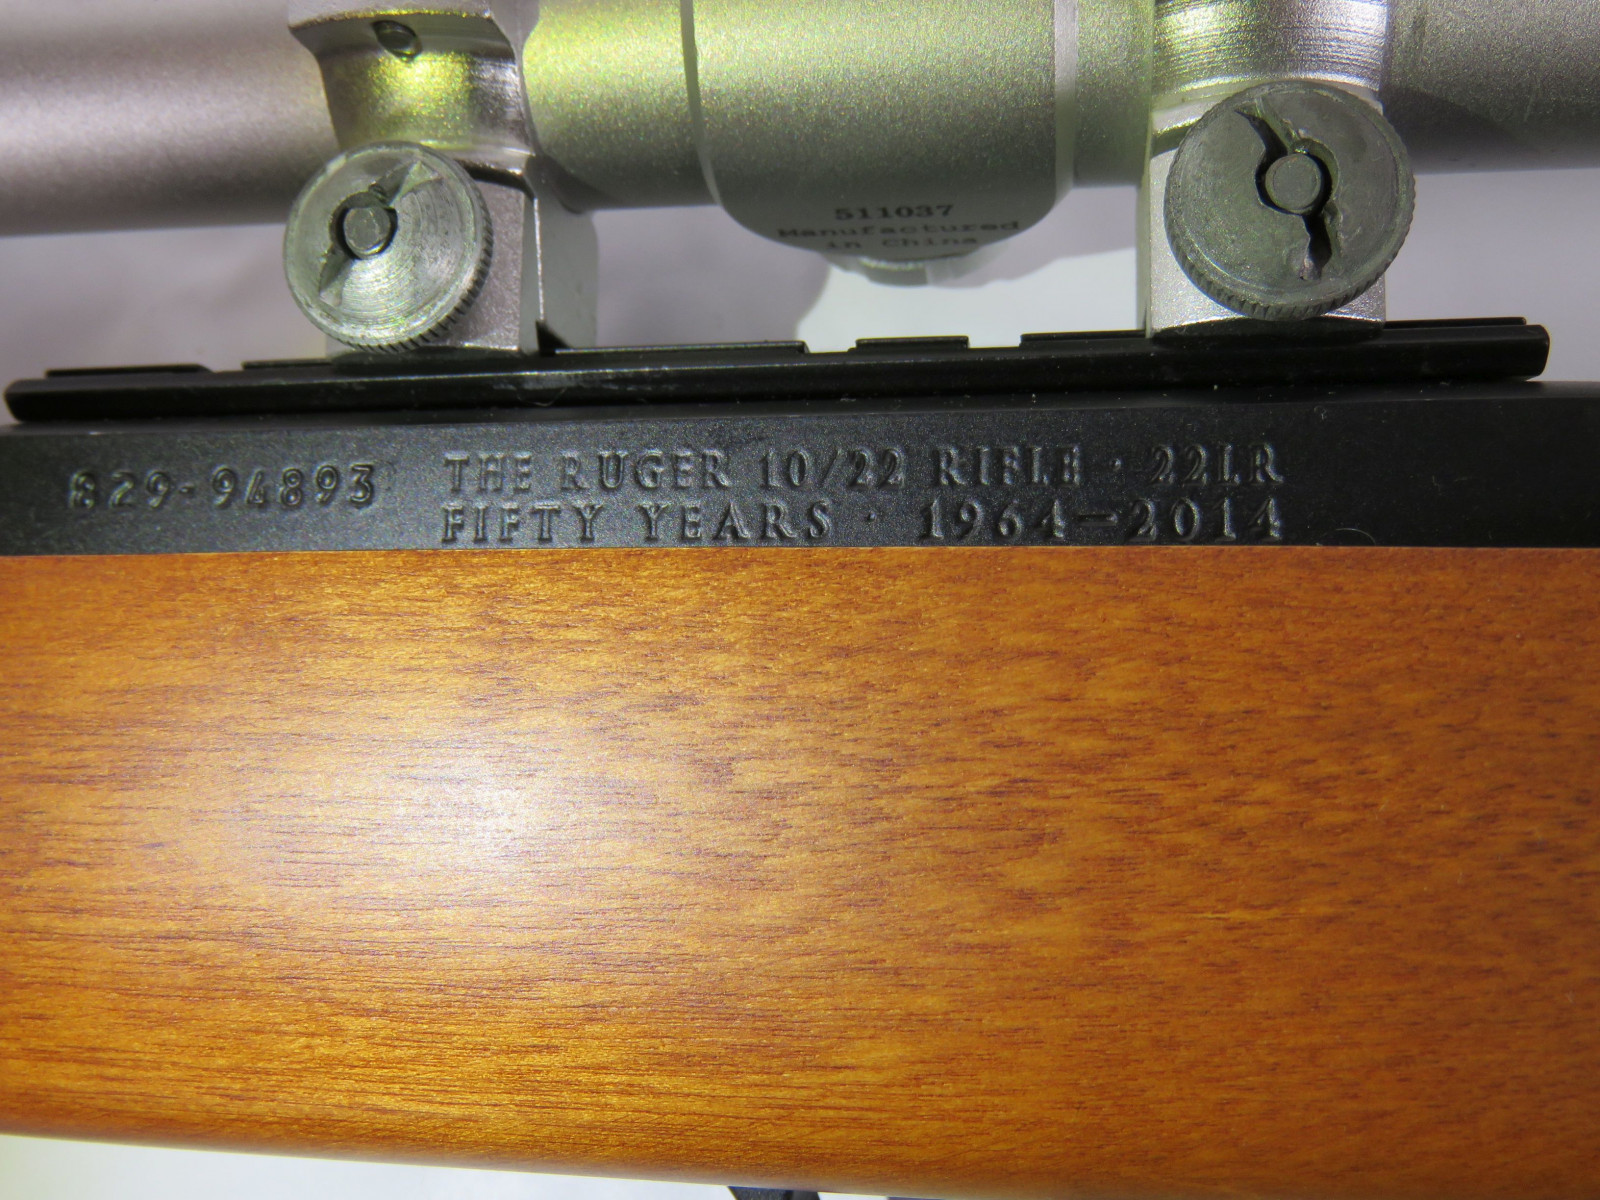 511037
Manufactured
in China
829-94893
THE RUGER 10/22 RIFLE · 22LR
FIFTY YEARS · 1964-2014